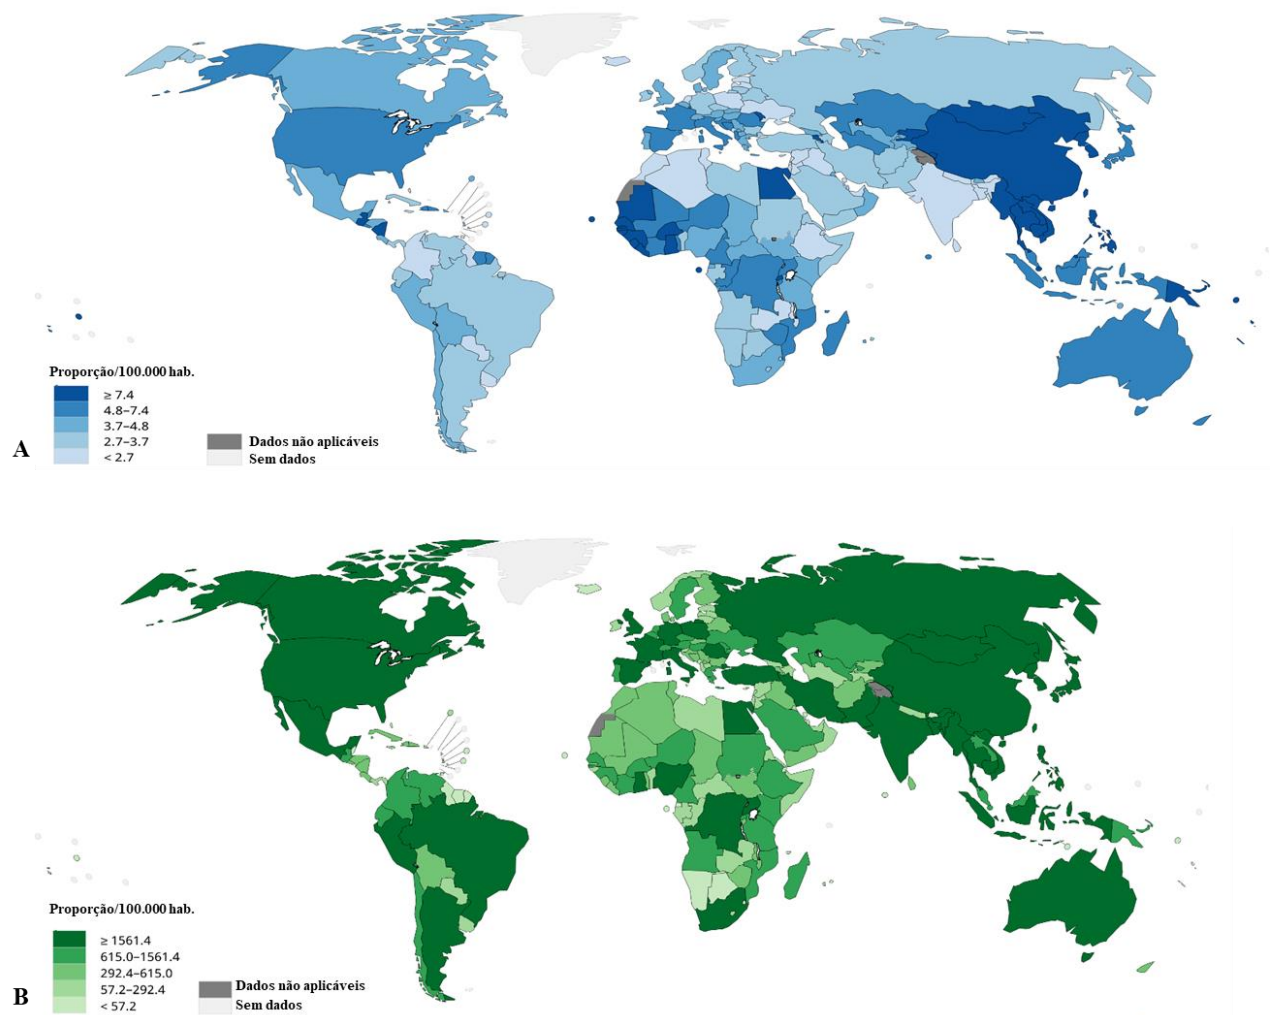 Proporção/100.000 hab.
≥ 7.4
4.8–7.4
3.7–4.8
2.7–3.7
< 2.7
Dados não aplicáveis
Sem dados
A
Proporção/100.000 hab.
≥ 1561.4
615.0–1561.4
292.4–615.0
57.2–292.4
< 57.2
Dados não aplicáveis
Sem dados
B